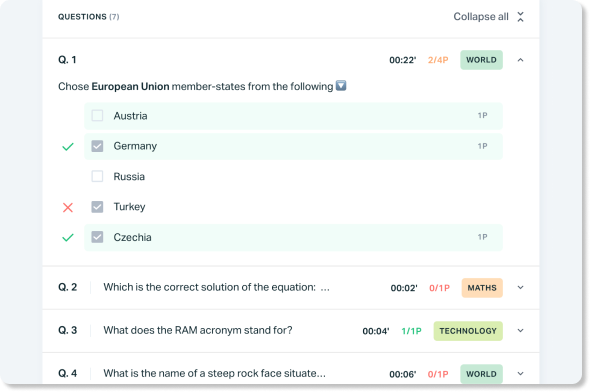 QUESTIONS (7) Collapse all
Q. 1 00:22' 2/4P WORLD
Chose European Union member-states from the following
Austria 1P
Germany 1P
Russia
Turkey
Czechia 1P
Q. 2 Which is the correct solution of the equation: ... 00:02' 0/1P MATHS
Q. 3 What does the RAM acronym stand for? 00:04' 1/1P TECHNOLOGY
Q. 4 What is the name of a steep rock face situate... 00:06' 0/1P WORLD